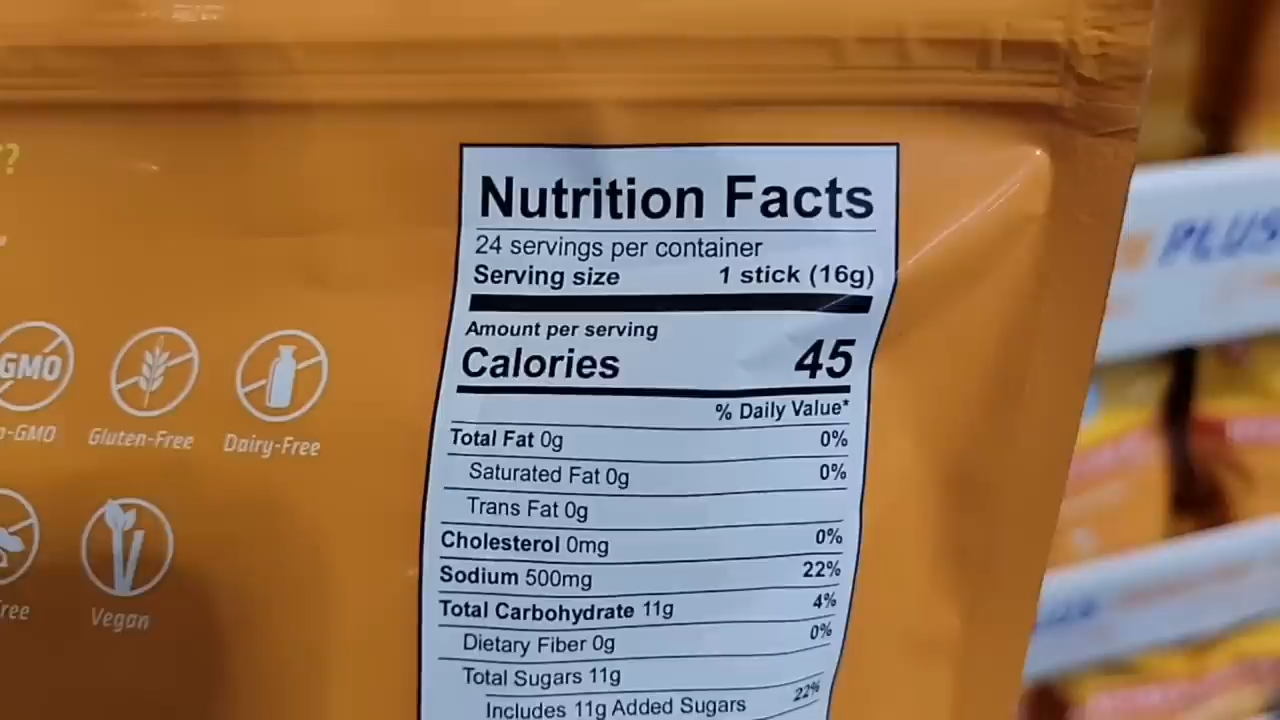 ?
Nutrition Facts
24 servings per container
Serving size 1 stick (16g)
Amount per serving
Calories 45
% Daily Value*
Total Fat 0g 0%
Saturated Fat 0g 0%
Trans Fat 0g
Cholesterol 0mg 0%
Sodium 500mg 22%
Total Carbohydrate 11g 4%
Dietary Fiber 0g 0%
Total Sugars 11g
Includes 11g Added Sugars 22%
GMO
-GMO
Gluten-Free
Dairy-Free
ree
Vegan
PLUS